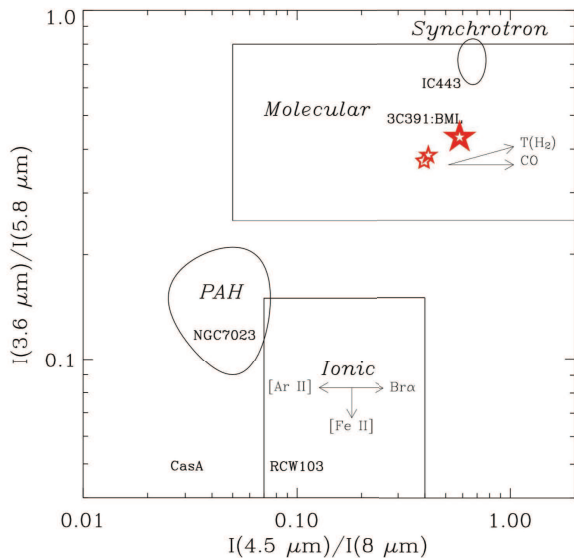 Synchrotron
1.0
IC443
Molecular
3C391:BML
T(H₂)
CO
I(3.6 μm)/I(5.8 μm)
PAH
NGC7023
0.1
Ionic
[Ar II]
Brα
[Fe II]
CasA
RCW103
0.01
0.10
1.00
I(4.5 μm)/I(8 μm)